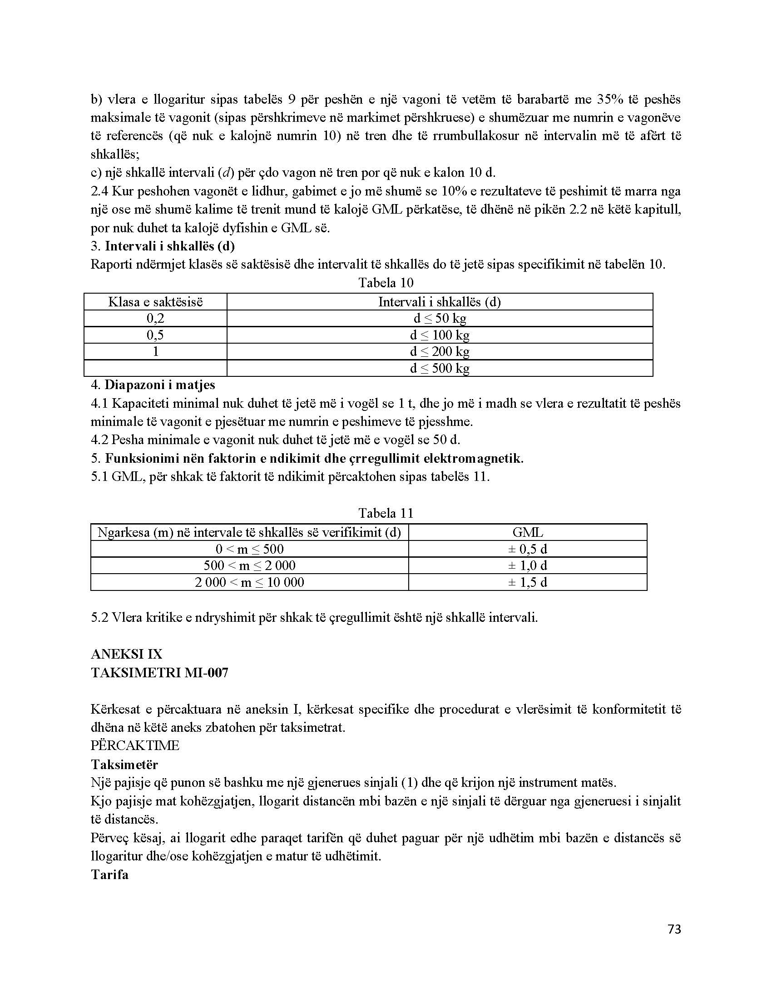 b) vlera e llogaritur sipas tabelës 9 për peshën e një vagoni të vetëm të barabartë me 35% të peshës
maksimale të vagonit (sipas përshkrimeve në markimet përshkruese) e shumëzuar me numrin e vagonëve
të referencës (që nuk e kalojnë numrin 10) në tren dhe të rrumbullakosur në intervalin më të afërt të
shkallës;
c) një shkallë intervali (d) për çdo vagon në tren por që nuk e kalon 10 d.
2.4 Kur peshohen vagonët e lidhur, gabimet e jo më shumë se 10% e rezultateve të peshimit të marra nga
një ose më shumë kalime të trenit mund të kalojë GML përkatëse, të dhënë në pikën 2.2 në këtë kapitull,
por nuk duhet ta kalojë dyfishin e GML së.
3. Intervali i shkallës (d)
Raporti ndërmjet klasës së saktësisë dhe intervalit të shkallës do të jetë sipas specifikimit në tabelën 10.
Tabela 10
Klasa e saktësisë Intervali i shkallës (d)
0,2 d ≤ 50 kg
0,5 d ≤ 100 kg
1 d ≤ 200 kg
d ≤ 500 kg
4. Diapazoni i matjes
4.1 Kapaciteti minimal nuk duhet të jetë më i vogël se 1 t, dhe jo më i madh se vlera e rezultatit të peshës
minimale të vagonit e pjesëtuar me numrin e peshimeve të pjesshme.
4.2 Pesha minimale e vagonit nuk duhet të jetë më e vogël se 50 d.
5. Funksionimi nën faktorin e ndikimit dhe çrregullimit elektromagnetik.
5.1 GML, për shkak të faktorit të ndikimit përcaktohen sipas tabelës 11.
Tabela 11
Ngarkesa (m) në intervale të shkallës së verifikimit (d) GML
0 < m ≤ 500 ± 0,5 d
500 < m ≤ 2 000 ± 1,0 d
2 000 < m ≤ 10 000 ± 1,5 d
5.2 Vlera kritike e ndryshimit për shkak të çregullimit është një shkallë intervali.
ANEKSI IX
TAKSIMETRI MI-007
Kërkesat e përcaktuara në aneksin I, kërkesat specifike dhe procedurat e vlerësimit të konformitetit të
dhëna në këtë aneks zbatohen për taksimetrat.
PËRCAKTIME
Taksimetër
Një pajisje që punon së bashku me një gjenerues sinjali (1) dhe që krijon një instrument matës.
Kjo pajisje mat kohëzgjatjen, llogarit distancën mbi bazën e një sinjali të dërguar nga gjeneruesi i sinjalit
të distancës.
Përveç kësaj, ai llogarit edhe paraqet tarifën që duhet paguar për një udhëtim mbi bazën e distancës së
llogaritur dhe/ose kohëzgjatjen e matur të udhëtimit.
Tarifa
73